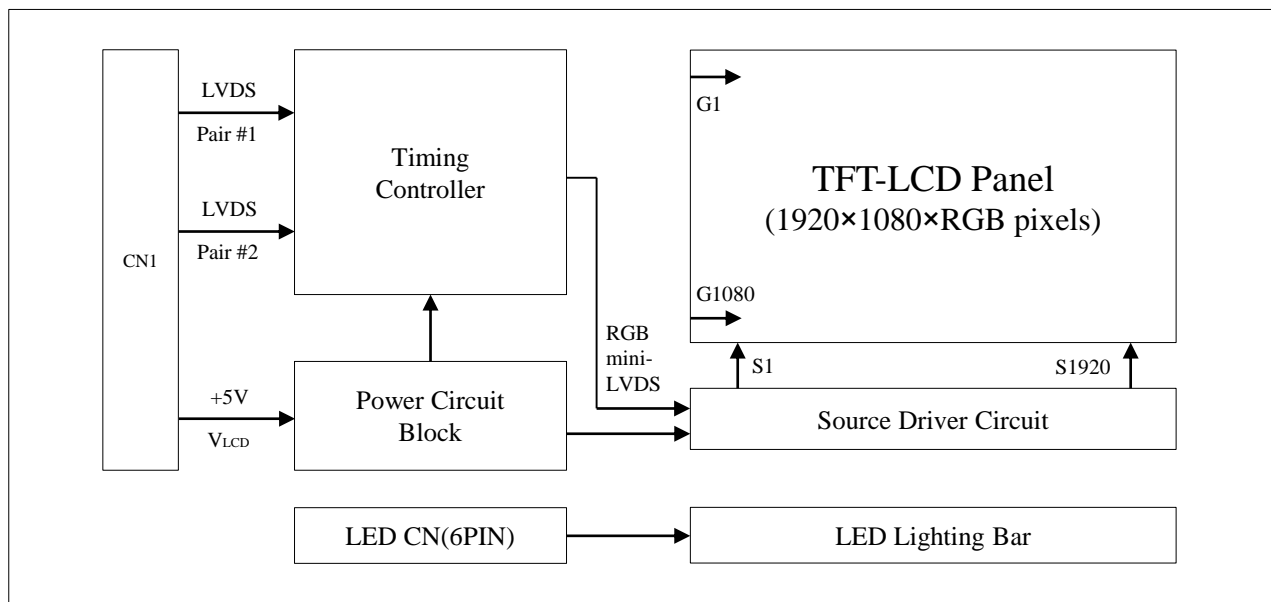 CN1
LVDS
Pair #1
LVDS
Pair #2
+5V
VLCD
Timing
Controller
Power Circuit
Block
RGB
mini-
LVDS
G1
TFT-LCD Panel
(1920×1080×RGB pixels)
G1080
S1
S1920
Source Driver Circuit
LED CN(6PIN)
LED Lighting Bar